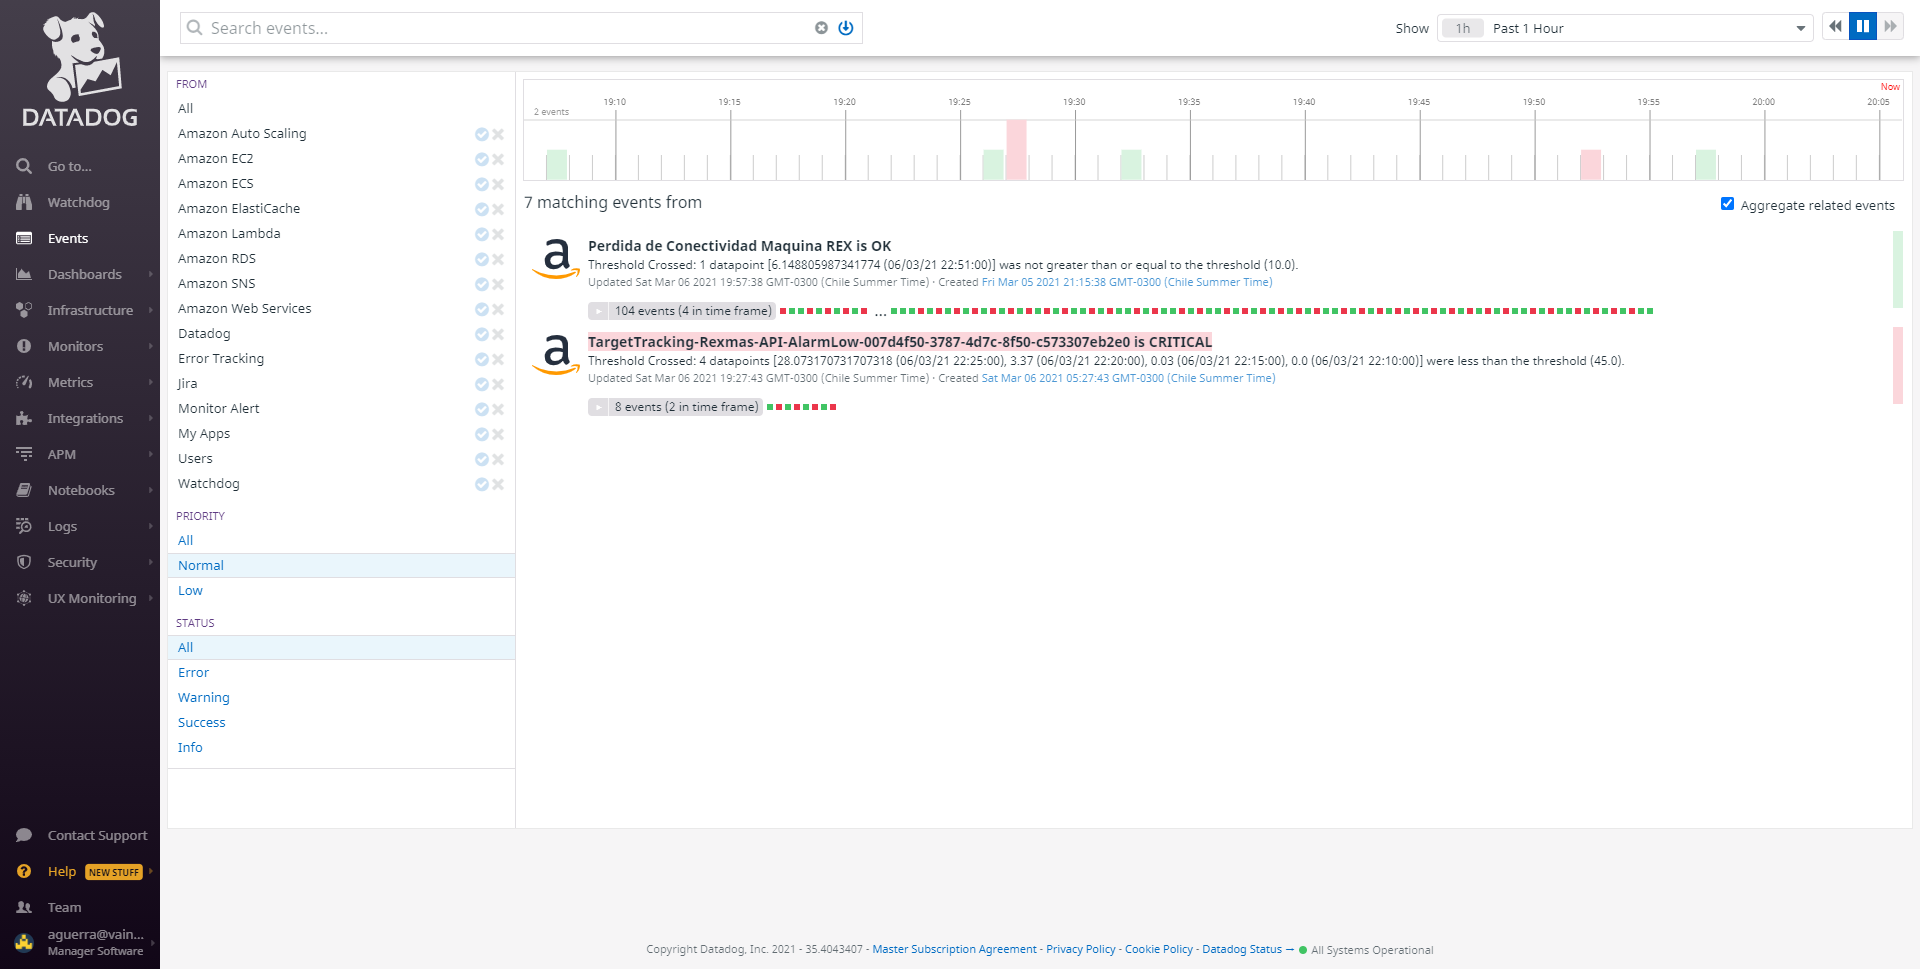 DATADOG
Go to...
Watchdog
Events
Dashboards
Infrastructure
Monitors
Metrics
Integrations
APM
Notebooks
Logs
Security
UX Monitoring
Contact Support
Help NEW STUFF
Team
aguerra@vain...
Manager Software
Search events...
Show 1h Past 1 Hour
FROM
All
Amazon Auto Scaling
Amazon EC2
Amazon ECS
Amazon ElastiCache
Amazon Lambda
Amazon RDS
Amazon SNS
Amazon Web Services
Datadog
Error Tracking
Jira
Monitor Alert
My Apps
Users
Watchdog
PRIORITY
All
Normal
Low
STATUS
All
Error
Warning
Success
Info
Now
19:10 19:15 19:20 19:25 19:30 19:35 19:40 19:45 19:50 19:55 20:00 20:05
2 events
7 matching events from
Aggregate related events
a
Perdida de Conectividad Maquina REX is OK
Threshold Crossed: 1 datapoint [6.148805987341774 (06/03/21 22:51:00)] was not greater than or equal to the threshold (10.0).
Updated Sat Mar 06 2021 19:57:38 GMT-0300 (Chile Summer Time) · Created Fri Mar 05 2021 21:15:38 GMT-0300 (Chile Summer Time)
104 events (4 in time frame) ...
a
TargetTracking-Rexmas-API-AlarmLow-007d4f50-3787-4d7c-8f50-c573307eb2e0 is CRITICAL
Threshold Crossed: 4 datapoints [28.073170731707318 (06/03/21 22:25:00), 3.37 (06/03/21 22:20:00), 0.03 (06/03/21 22:15:00), 0.0 (06/03/21 22:10:00)] were less than the threshold (45.0).
Updated Sat Mar 06 2021 19:27:43 GMT-0300 (Chile Summer Time) · Created Sat Mar 06 2021 05:27:43 GMT-0300 (Chile Summer Time)
8 events (2 in time frame)
Copyright Datadog, Inc. 2021 - 35.4043407 - Master Subscription Agreement - Privacy Policy - Cookie Policy - Datadog Status → All Systems Operational